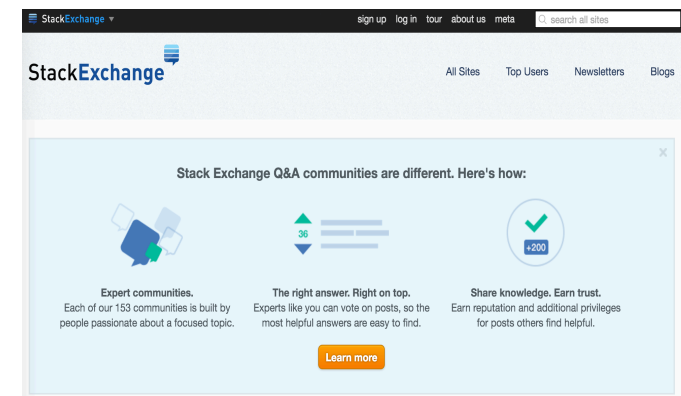 StackExchange ▼ sign up log in tour about us meta search all sites
StackExchange
All Sites Top Users Newsletters Blogs
Stack Exchange Q&A communities are different. Here's how:
36
+200
Expert communities.
Each of our 153 communities is built by
people passionate about a focused topic.
The right answer. Right on top.
Experts like you can vote on posts, so the
most helpful answers are easy to find.
Share knowledge. Earn trust.
Earn reputation and additional privileges
for posts others find helpful.
Learn more